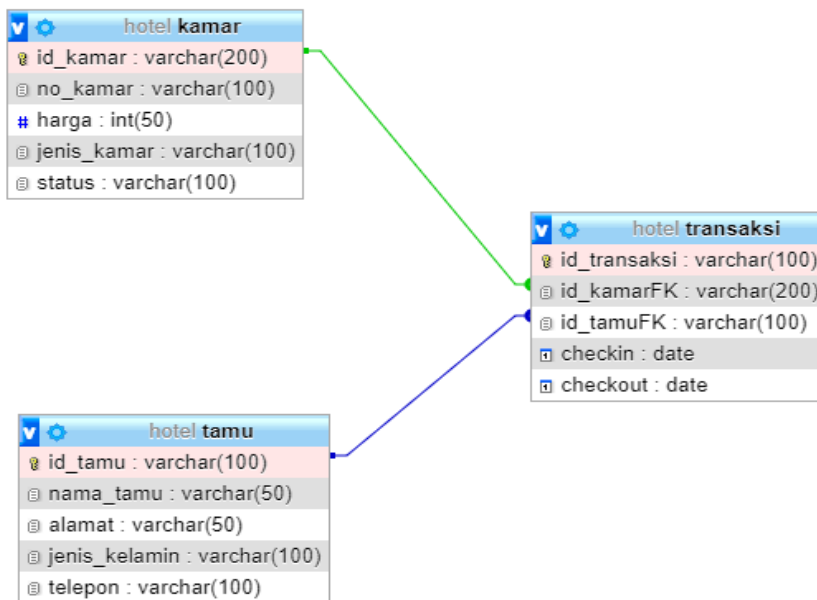 v hotel kamar
id_kamar : varchar(200)
no_kamar : varchar(100)
# harga : int(50)
jenis_kamar : varchar(100)
status : varchar(100)
v hotel transaksi
id_transaksi : varchar(100)
id_kamarFK : varchar(200)
id_tamuFK : varchar(100)
checkin : date
checkout : date
v hotel tamu
id_tamu : varchar(100)
nama_tamu : varchar(50)
alamat : varchar(50)
jenis_kelamin : varchar(100)
telepon : varchar(100)